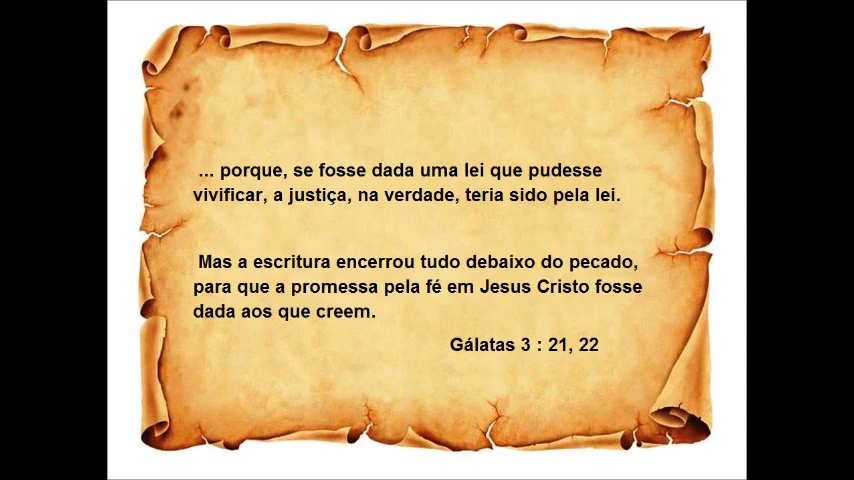 ... porque, se fosse dada uma lei que pudesse
vivificar, a justiça, na verdade, teria sido pela lei.
Mas a escritura encerrou tudo debaixo do pecado,
para que a promessa pela fé em Jesus Cristo fosse
dada aos que creem.
Gálatas 3 : 21, 22